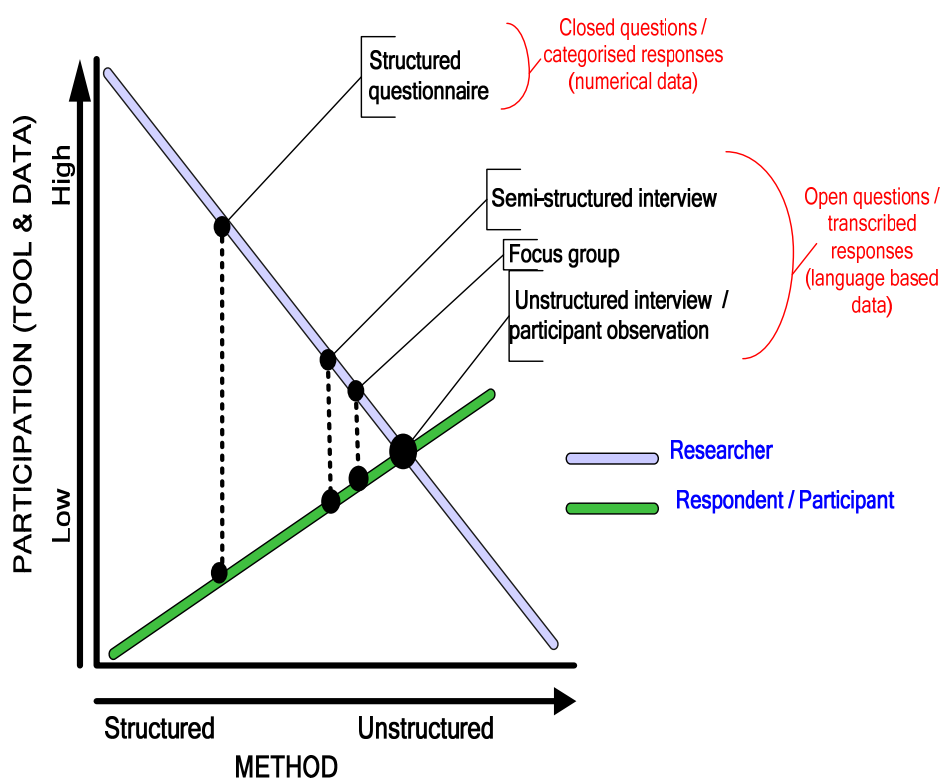 Closed questions /
categorised responses
(numerical data)
Structured
questionnaire
PARTICIPATION (TOOL & DATA)
High
Low
Semi–structured interview
Open questions /
transcribed
responses
(language based
data)
Focus group
Unstructured interview /
participant observation
Researcher
Respondent / Participant
Structured
Unstructured
METHOD